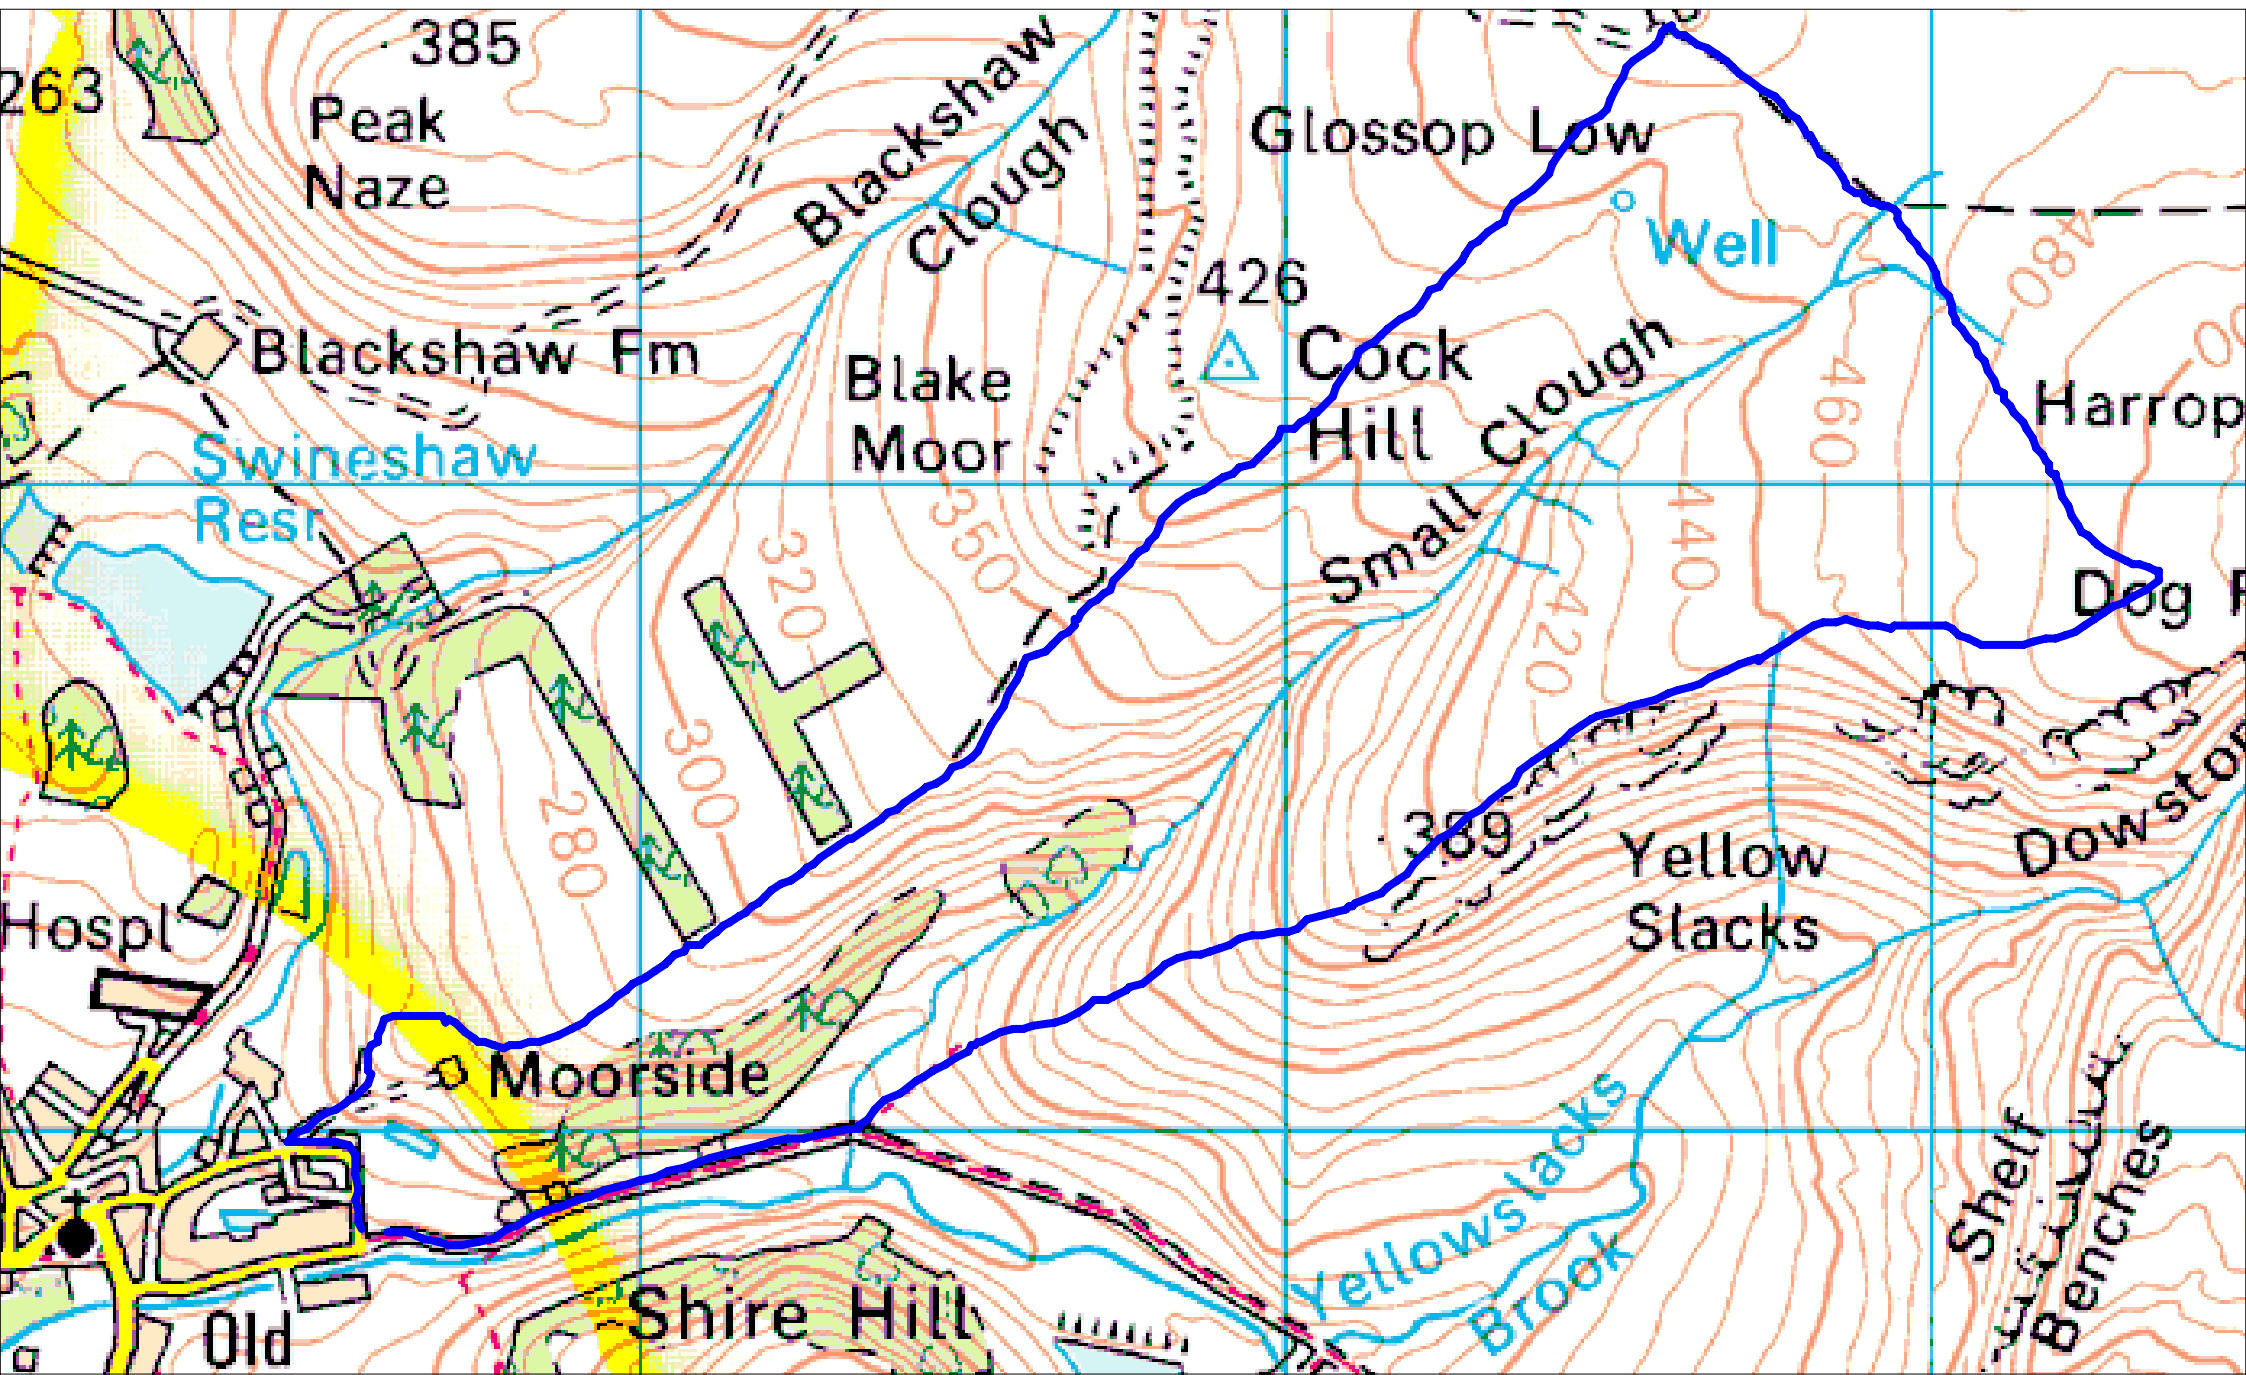 385
263
Peak
Naze
Blackshaw
Clough
Glossop Low
Well
426
480
Blackshaw Fm
Blake
Moor
Cock
Hill
Small Clough
460
Harrop
Swineshaw
Resr
350
320
440
420
Dog
300
280
389
Yellow
Slacks
Hospl
Moorside
Yellowslacks
Brook
Shelf
Benches
Shire Hill
Old